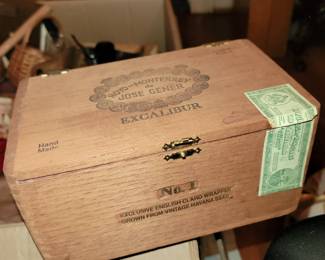 HOYO-DE-MONTERREY
de
JOSE GENER
EXCALIBUR
Hand
Made
No. 1
EXCLUSIVE ENGLISH CLARO WRAPPER
GROWN FROM VINTAGE HAVANA SEED